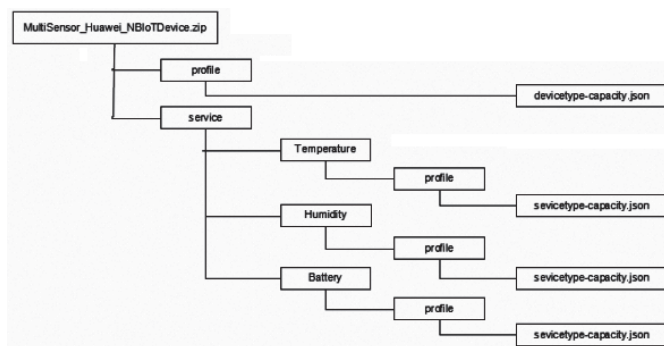 MultiSensor_Huawei_NBIoTDevice.zip
profile
devicetype-capacity.json
service
Temperature
profile
sevicetype-capacity.json
Humidity
profile
sevicetype-capacity.json
Battery
profile
sevicetype-capacity.json